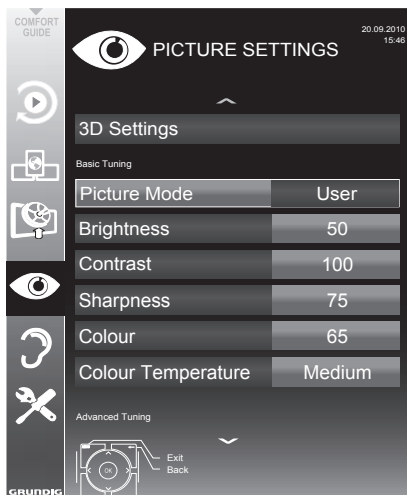 COMFORT
GUIDE
PICTURE SETTINGS
20.09.2010
15:46
3D Settings
Basic Tuning
Picture Mode User
Brightness 50
Contrast 100
Sharpness 75
Colour 65
Colour Temperature Medium
Advanced Tuning
Exit
Back
OK
GRUNDIG